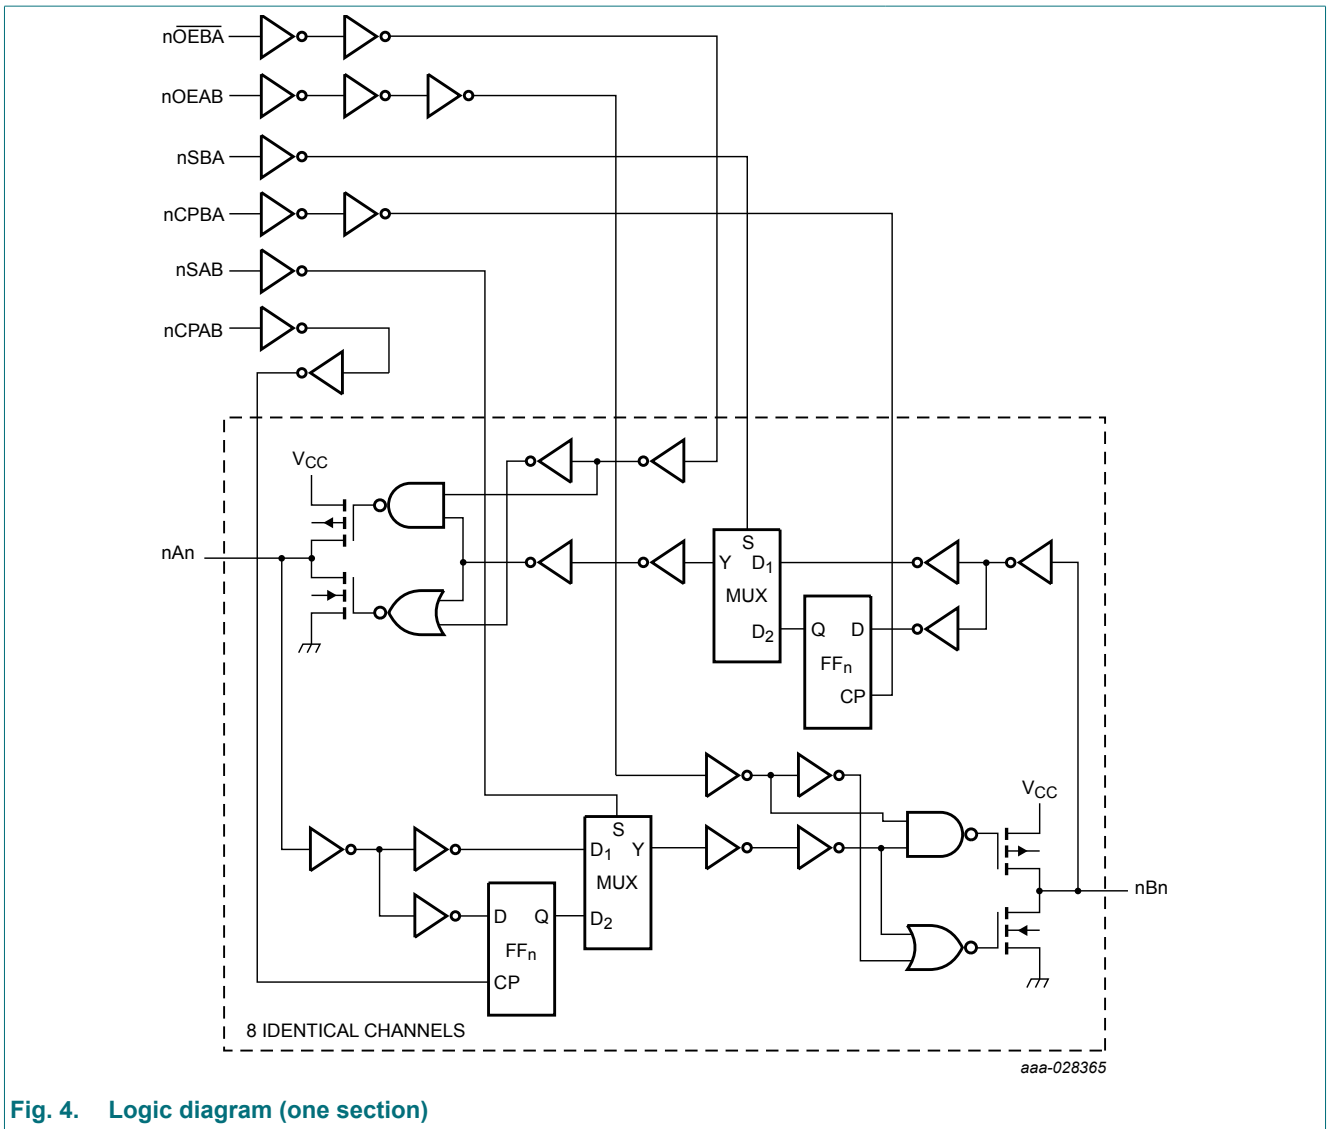 nOEBA
nOEAB
nSBA
nCPBA
nSAB
nCPAB
VCC
nAn
S
Y D1
MUX
D2
Q D
FFn
CP
VCC
S
D1 Y
MUX
D2
D Q
FFn
CP
nBn
8 IDENTICAL CHANNELS
aaa-028365
Fig. 4. Logic diagram (one section)